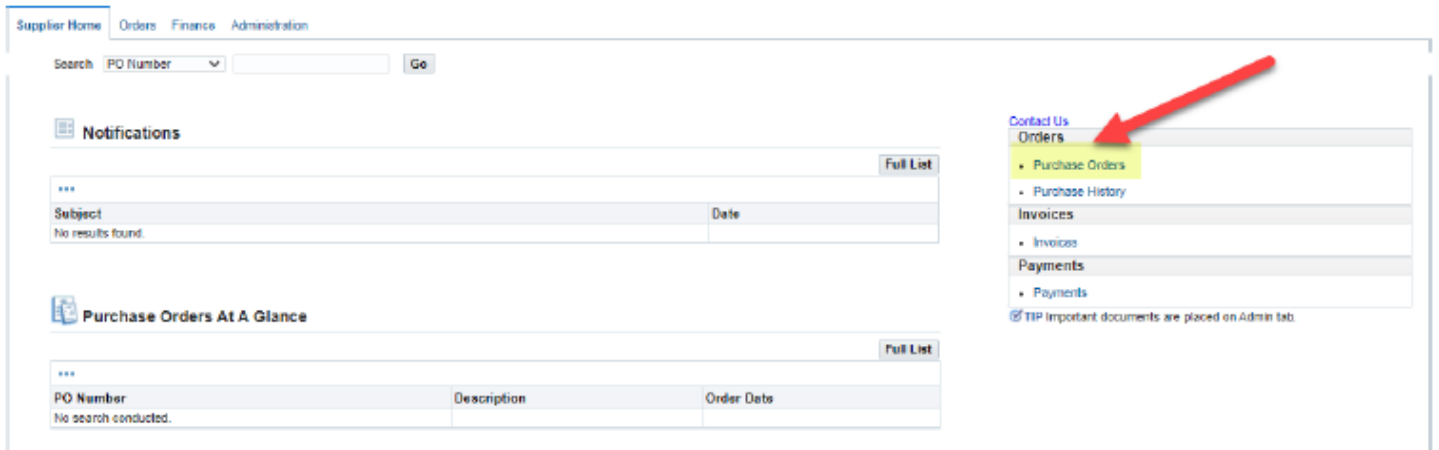 Supplier Home Orders Finance Administration
Search PO Number Go
Notifications
Full List
Subject Date
No results found.
Purchase Orders At A Glance
Full List
PO Number Description Order Date
No search conducted.
Contact Us
Orders
• Purchase Orders
• Purchase History
Invoices
• Invoices
Payments
• Payments
TIP Important documents are placed on Admin tab.